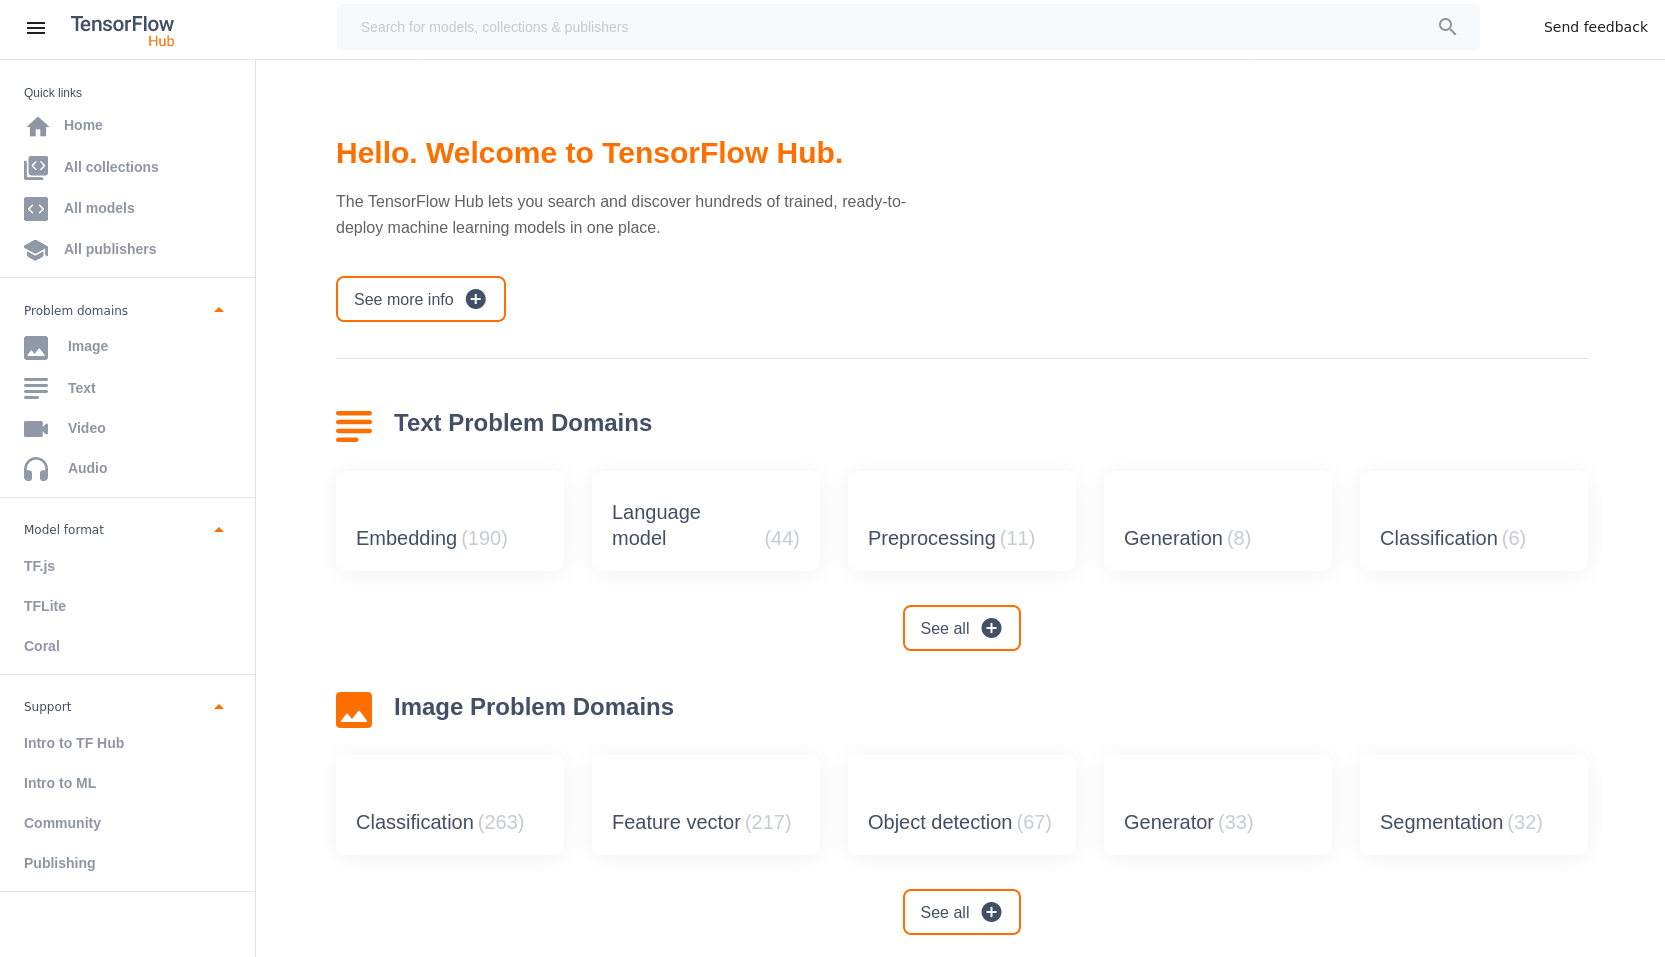 TensorFlow
Hub
Search for models, collections & publishers
Send feedback
Quick links
Home
All collections
All models
All publishers
Problem domains
Image
Text
Video
Audio
Model format
TF.js
TFLite
Coral
Support
Intro to TF Hub
Intro to ML
Community
Publishing
Hello. Welcome to TensorFlow Hub.
The TensorFlow Hub lets you search and discover hundreds of trained, ready-to-
deploy machine learning models in one place.
See more info
Text Problem Domains
Embedding (190)
Language
model (44)
Preprocessing (11)
Generation (8)
Classification (6)
See all
Image Problem Domains
Classification (263)
Feature vector (217)
Object detection (67)
Generator (33)
Segmentation (32)
See all